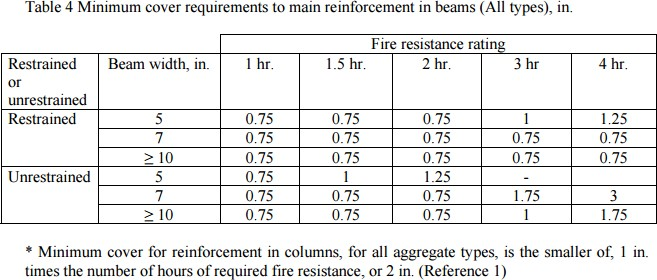 Table 4 Minimum cover requirements to main reinforcement in beams (All types), in.
Fire resistance rating
Restrained or unrestrained Beam width, in. 1 hr. 1.5 hr. 2 hr. 3 hr 4 hr.
Restrained 5 0.75 0.75 0.75 1 1.25
7 0.75 0.75 0.75 0.75 0.75
≥ 10 0.75 0.75 0.75 0.75 0.75
Unrestrained 5 0.75 1 1.25 -
7 0.75 0.75 0.75 1.75 3
≥ 10 0.75 0.75 0.75 1 1.75
* Minimum cover for reinforcement in columns, for all aggregate types, is the smaller of, 1 in.
times the number of hours of required fire resistance, or 2 in. (Reference 1)